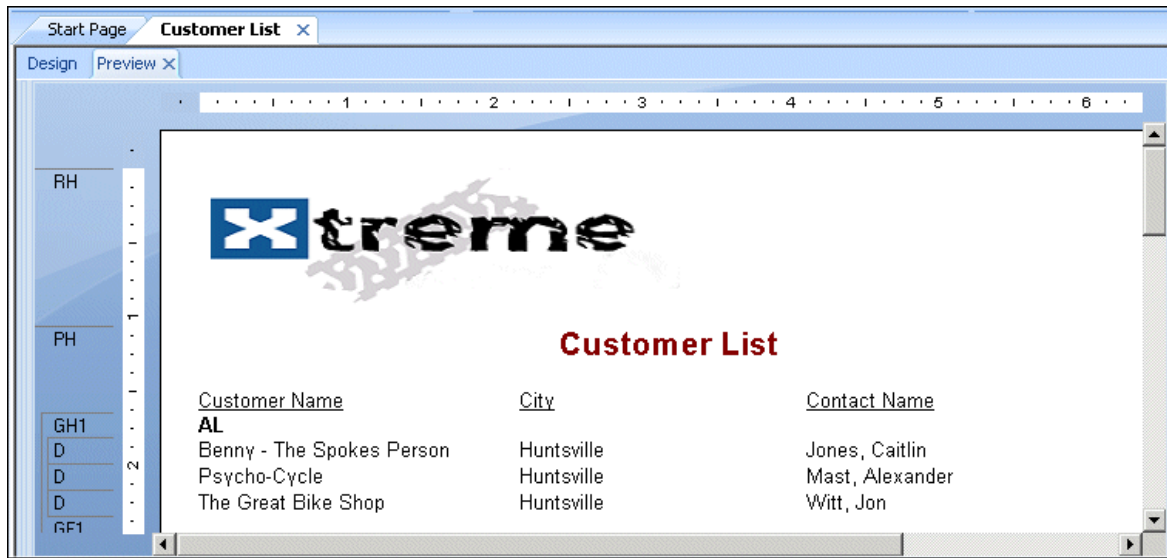 Start Page Customer List
Design Preview
1 2 3 4 5 6
RH
Xtreme
1
PH
Customer List
Customer Name City Contact Name
GH1 AL
D Benny - The Spokes Person Huntsville Jones, Caitlin
D Psycho-Cycle Huntsville Mast, Alexander
2
D The Great Bike Shop Huntsville Witt, Jon
GF1